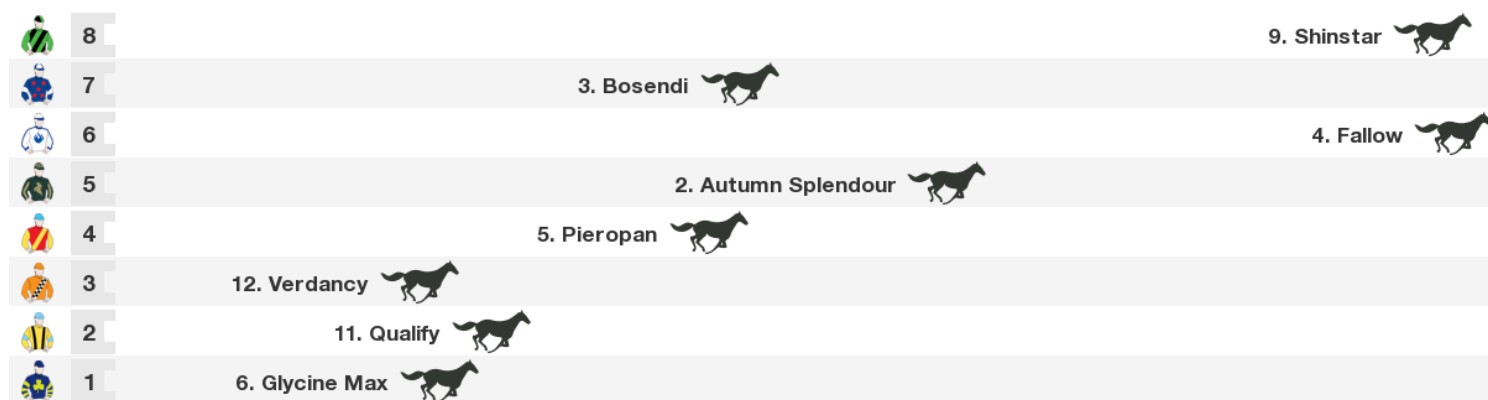 8 9. Shinstar
7 3. Bosendi
6 4. Fallow
5 2. Autumn Splendour
4 5. Pieropan
3 12. Verdancy
2 11. Qualify
1 6. Glycine Max